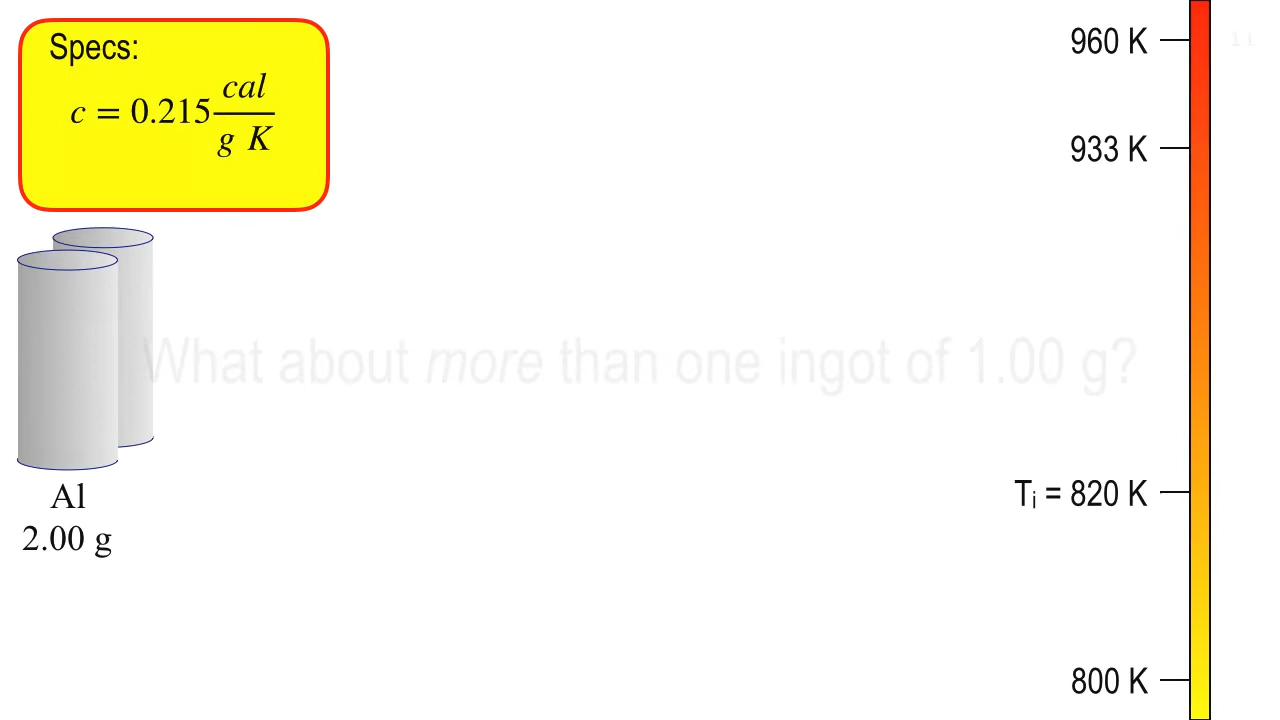 Specs:
c = 0.215 cal / g K
960 K
933 K
What about more than one ingot of 1.00 g?
Tᵢ = 820 K
Al
2.00 g
800 K